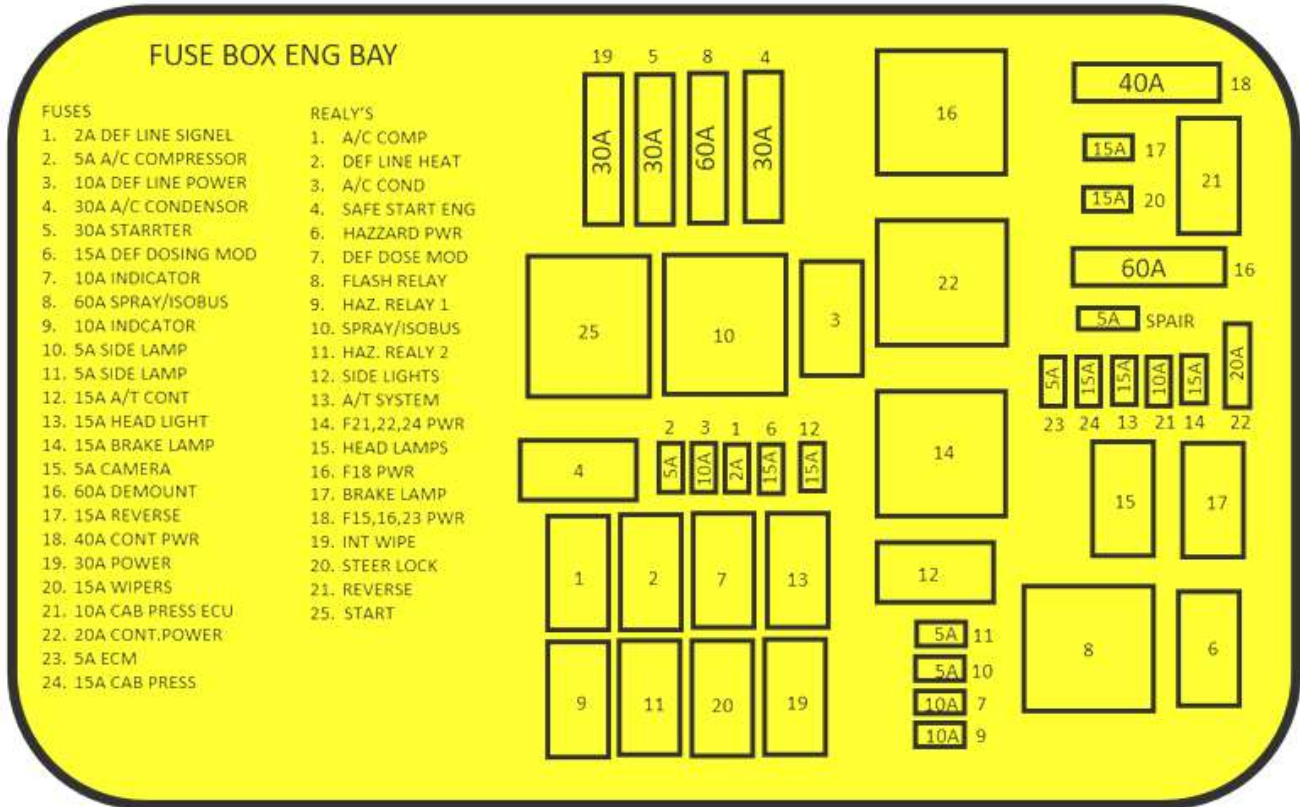 FUSE BOX ENG BAY
FUSES
1. 2A DEF LINE SIGNEL
2. 5A A/C COMPRESSOR
3. 10A DEF LINE POWER
4. 30A A/C CONDENSOR
5. 30A STARRTER
6. 15A DEF DOSING MOD
7. 10A INDICATOR
8. 60A SPRAY/ISOBUS
9. 10A INDCATOR
10. 5A SIDE LAMP
11. 5A SIDE LAMP
12. 15A A/T CONT
13. 15A HEAD LIGHT
14. 15A BRAKE LAMP
15. 5A CAMERA
16. 60A DEMOUNT
17. 15A REVERSE
18. 40A CONT PWR
19. 30A POWER
20. 15A WIPERS
21. 10A CAB PRESS ECU
22. 20A CONT.POWER
23. 5A ECM
24. 15A CAB PRESS
REALY'S
1. A/C COMP
2. DEF LINE HEAT
3. A/C COND
4. SAFE START ENG
6. HAZZARD PWR
7. DEF DOSE MOD
8. FLASH RELAY
9. HAZ. RELAY 1
10. SPRAY/ISOBUS
11. HAZ. REALY 2
12. SIDE LIGHTS
13. A/T SYSTEM
14. F21,22,24 PWR
15. HEAD LAMPS
16. F18 PWR
17. BRAKE LAMP
18. F15,16,23 PWR
19. INT WIPE
20. STEER LOCK
21. REVERSE
25. START
19 5 8 4
30A 30A 60A 30A
25 10 3
2 3 1 6 12
4 5A 10A 2A 15A 15A
1 2 7 13
9 11 20 19
16
22
14
12
5A 11
5A 10
10A 7
10A 9
40A 18
15A 17
15A 20
21
60A 16
5A SPAIR
5A 15A 15A 10A 15A 20A
23 24 13 21 14 22
15 17
8 6